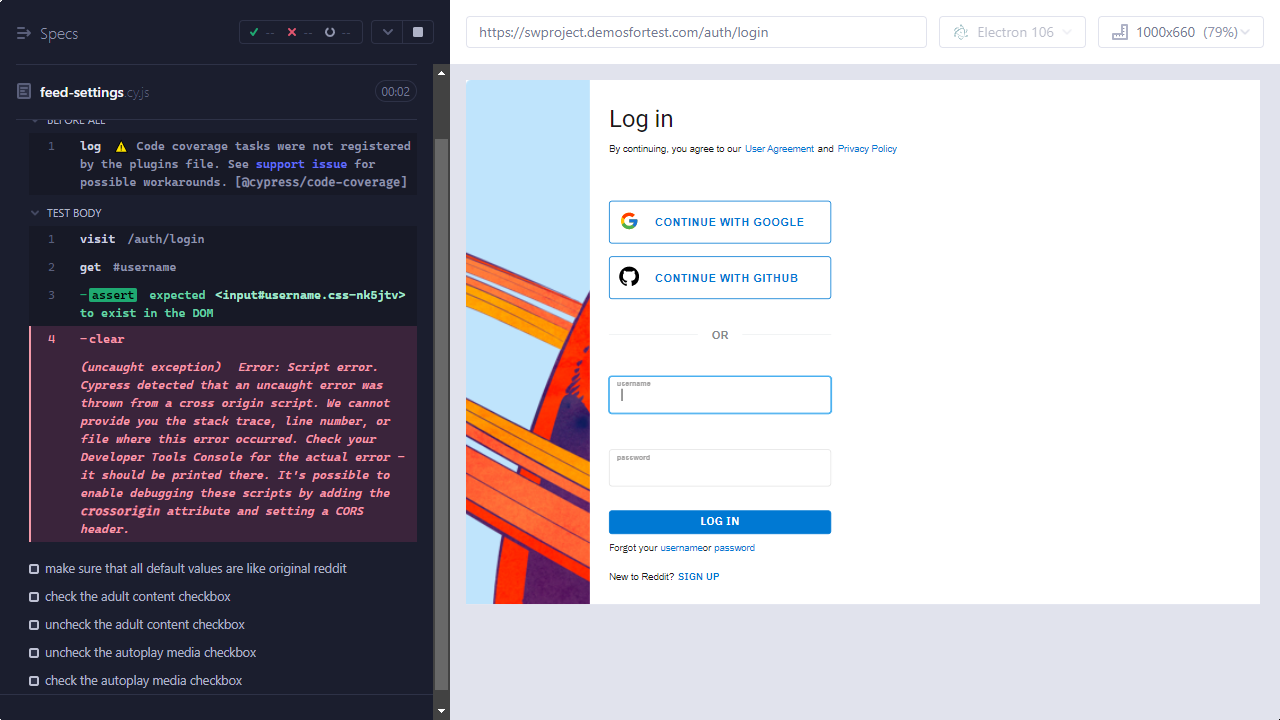 Specs
--
--
--
https://swproject.demosfortest.com/auth/login
Electron 106
1000x660 (79%)
feed-settings cy.js
00:02
BEFORE ALL
1 log ⚠ Code coverage tasks were not registered
by the plugins file. See support issue for
possible workarounds. [@cypress/code-coverage]
TEST BODY
1 visit /auth/login
2 get #username
3 -assert expected <input#username.css-nk5jtv>
to exist in the DOM
4 -clear
(uncaught exception) Error: Script error.
Cypress detected that an uncaught error was
thrown from a cross origin script. We cannot
provide you the stack trace, line number, or
file where this error occurred. Check your
Developer Tools Console for the actual error -
it should be printed there. It's possible to
enable debugging these scripts by adding the
crossorigin attribute and setting a CORS
header.
make sure that all default values are like original reddit
check the adult content checkbox
uncheck the adult content checkbox
uncheck the autoplay media checkbox
check the autoplay media checkbox
Log in
By continuing, you agree to our User Agreement and Privacy Policy
CONTINUE WITH GOOGLE
CONTINUE WITH GITHUB
OR
username
password
LOG IN
Forgot your usernameor password
New to Reddit? SIGN UP